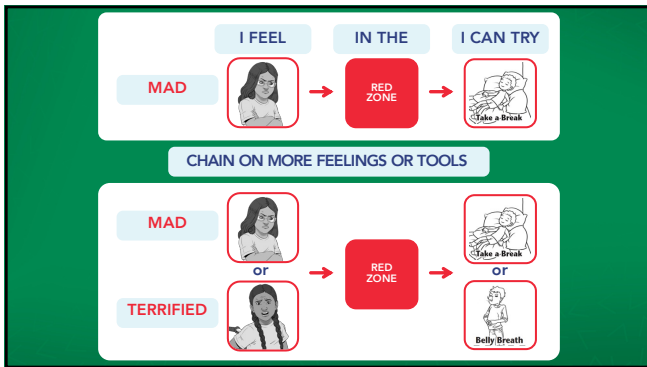 I FEEL IN THE I CAN TRY
MAD
RED
ZONE
Take a Break
CHAIN ON MORE FEELINGS OR TOOLS
MAD
Take a Break
or
RED
ZONE
or
TERRIFIED
Belly Breath